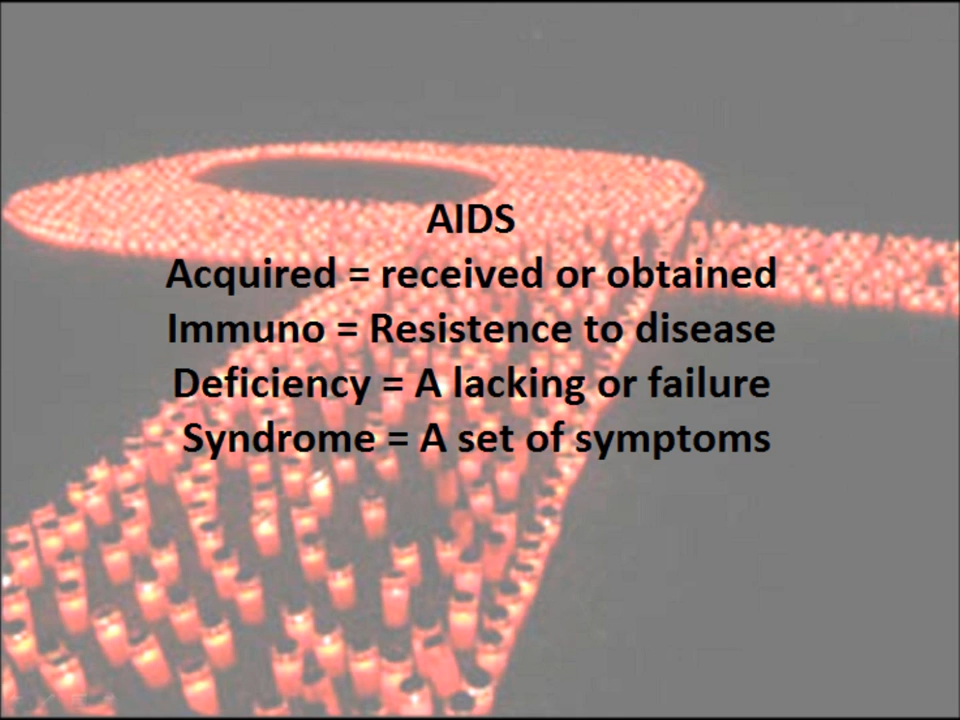 AIDS
Acquired = received or obtained
Immuno = Resistence to disease
Deficiency = A lacking or failure
Syndrome = A set of symptoms